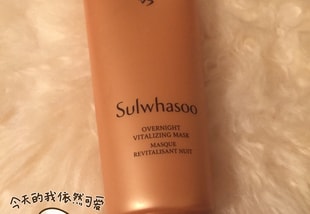 Sulwhasoo
OVERNIGHT
VITALIZING MASK
MASQUE
REVITALISANT NUIT
今天的我依然可爱